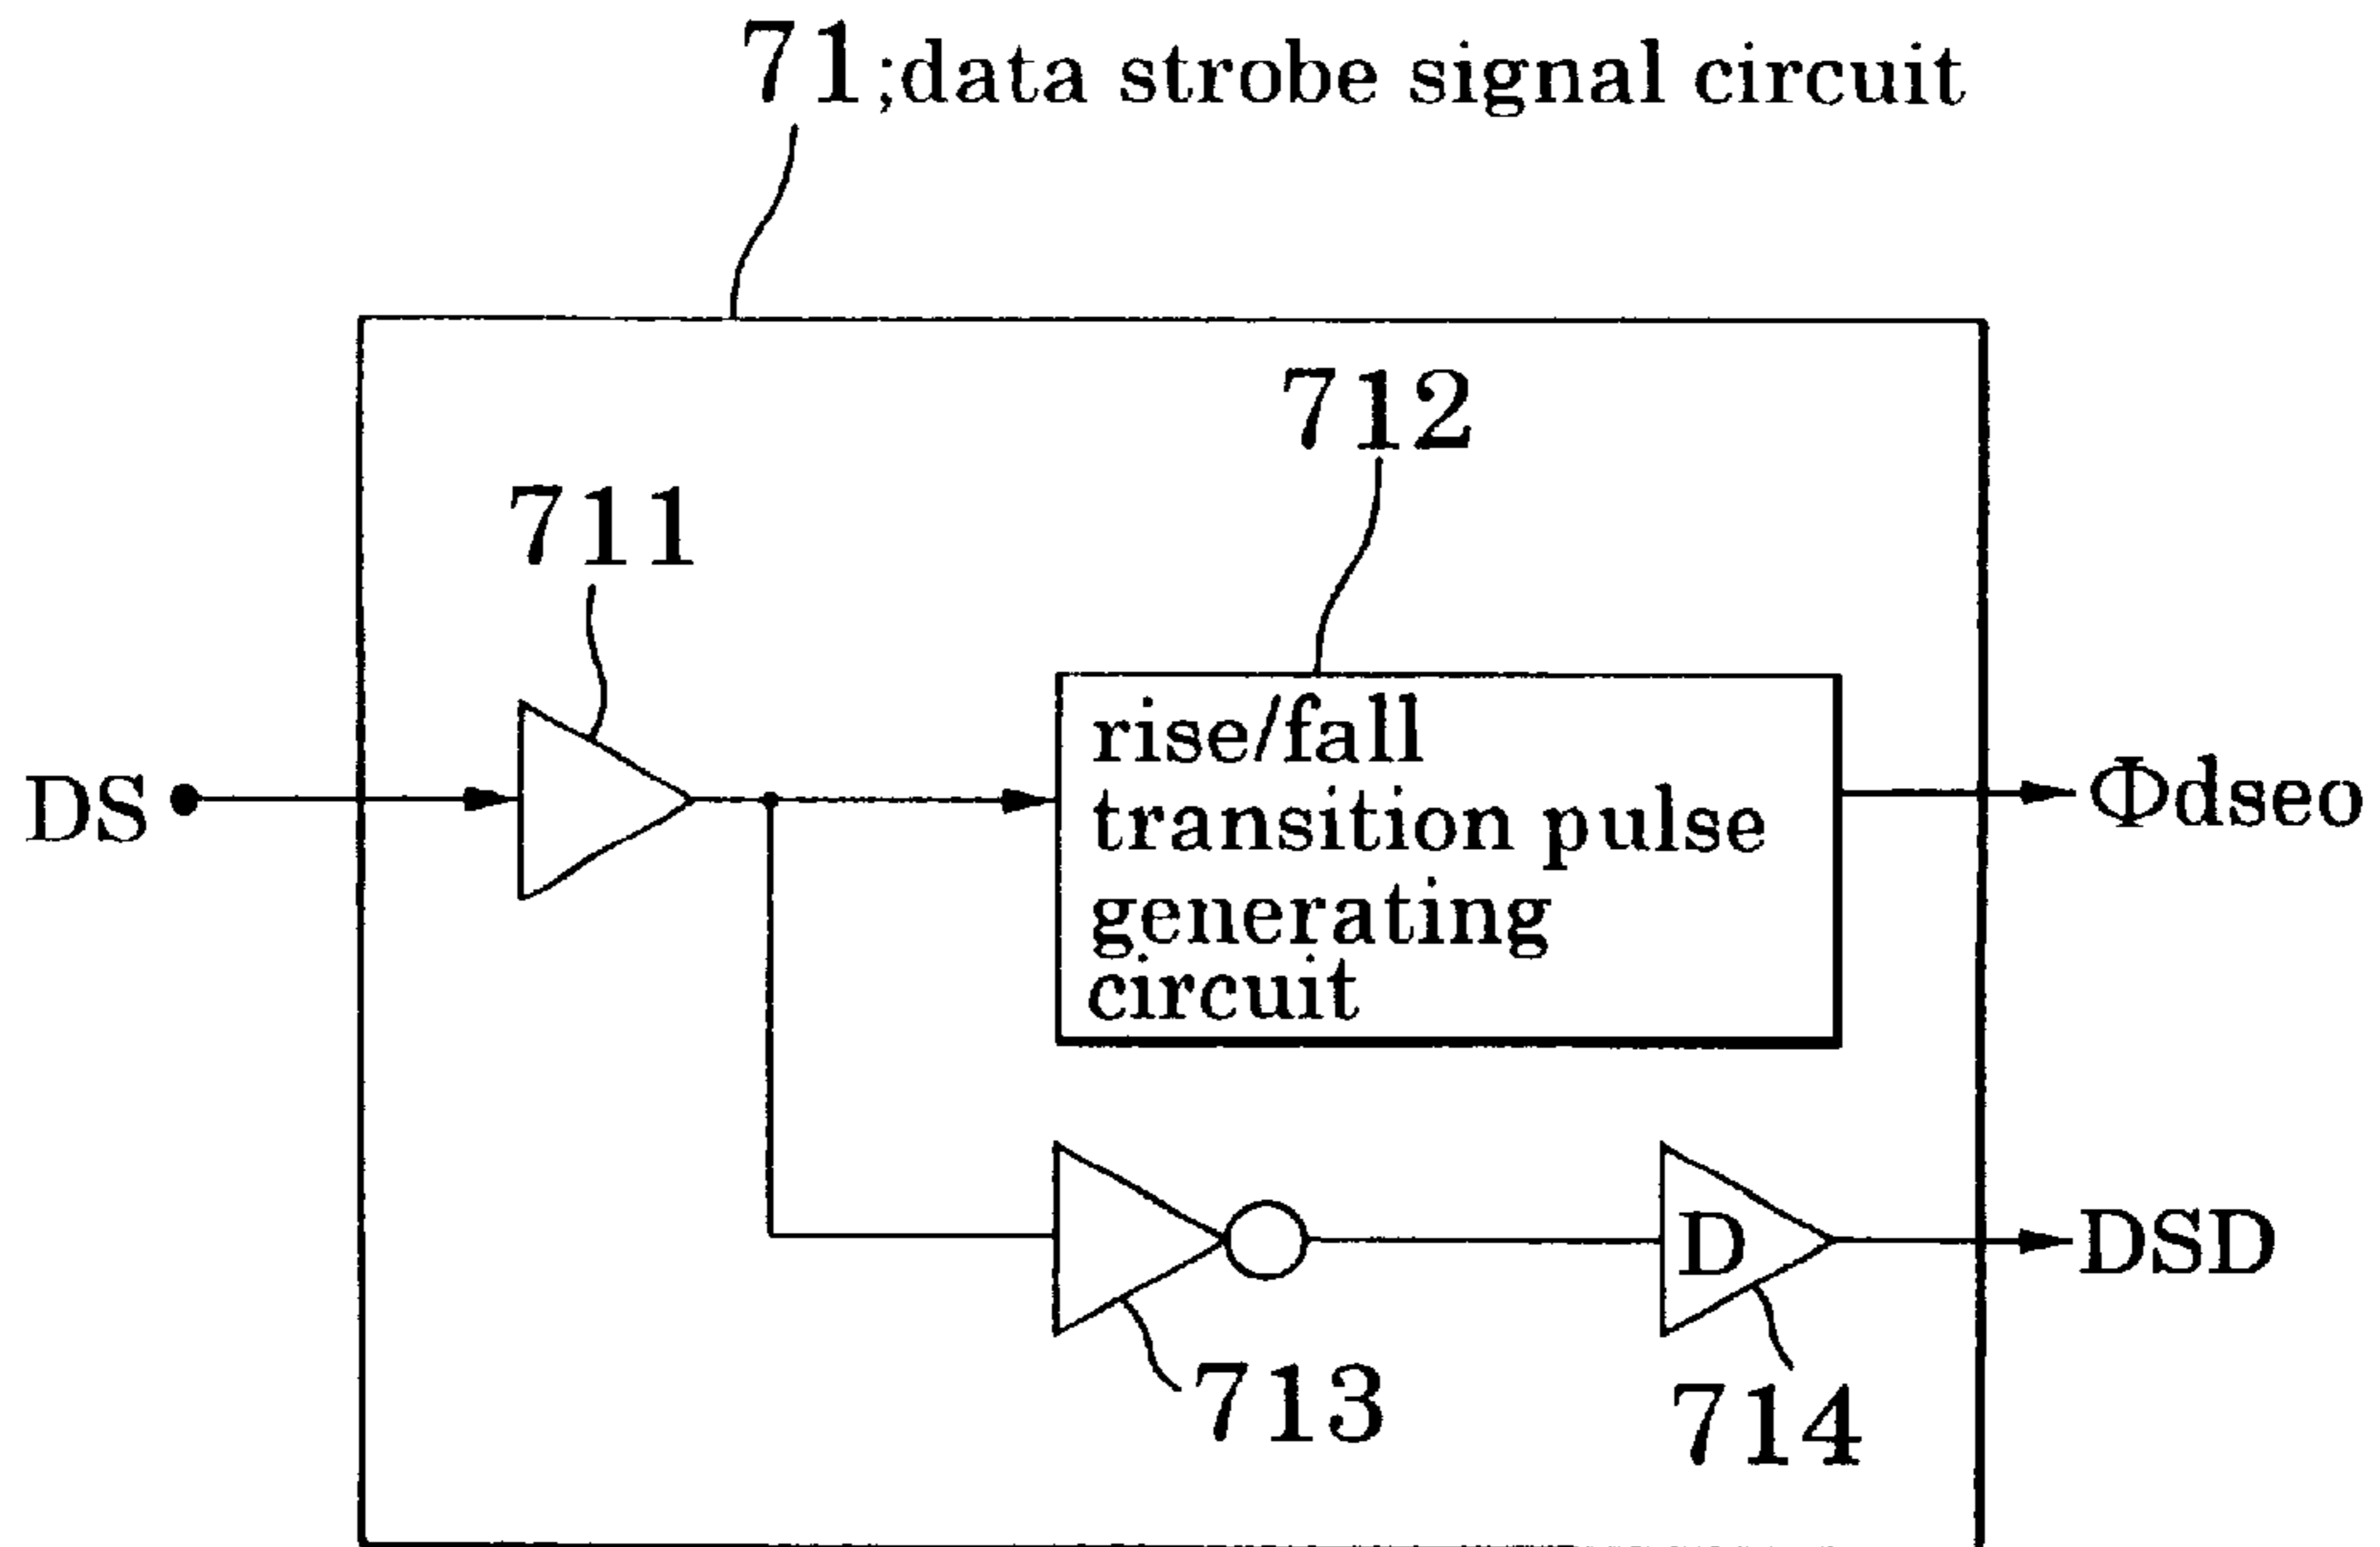 71;data strobe signal circuit
712
711
rise/fall
transition pulse
generating
circuit
DS
Φdseo
D
DSD
713
714